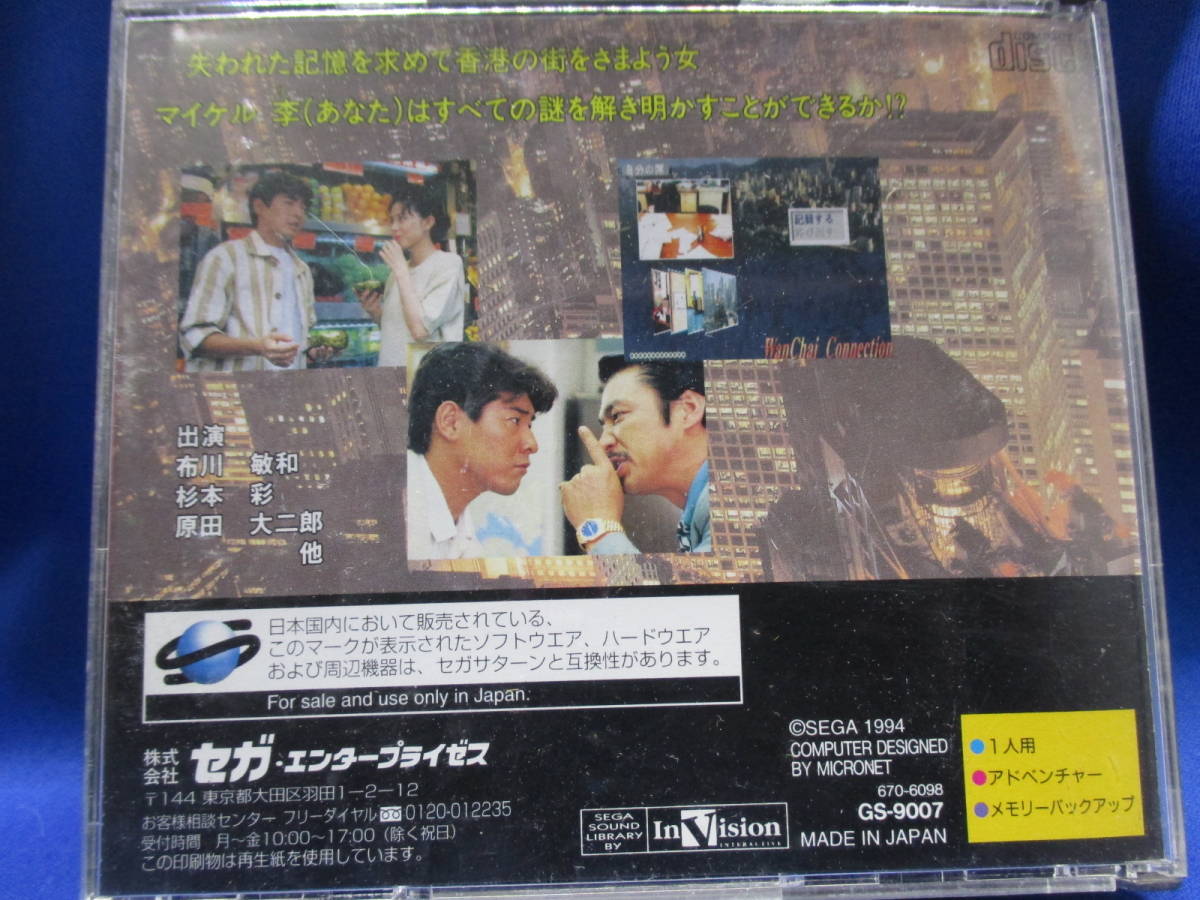 COMPACT
disc
失われた記憶を求めて香港の街をさまよう女
マイケル 李(あなた)はすべての謎を解き明かすことができるか!?
自分の部
記録する
WanChai Connection
出演
布川 敏和
杉本 彩
原田 大二郎
他
日本国内において販売されている、
このマークが表示されたソフトウエア、ハードウエア
および周辺機器は、セガサターンと互換性があります。
For sale and use only in Japan.
株式会社 セガ・エンタープライゼス
〒144 東京都大田区羽田1-2-12
お客様相談センター フリーダイヤル 0120-012235
受付時間 月〜金10:00〜17:00(除く祝日)
この印刷物は再生紙を使用しています。
SEGA
SOUND
LIBRARY
BY
InVision
INTERACTIVE
©SEGA 1994
COMPUTER DESIGNED
BY MICRONET
670-6098
GS-9007
MADE IN JAPAN
1人用
アドベンチャー
メモリーバックアップ